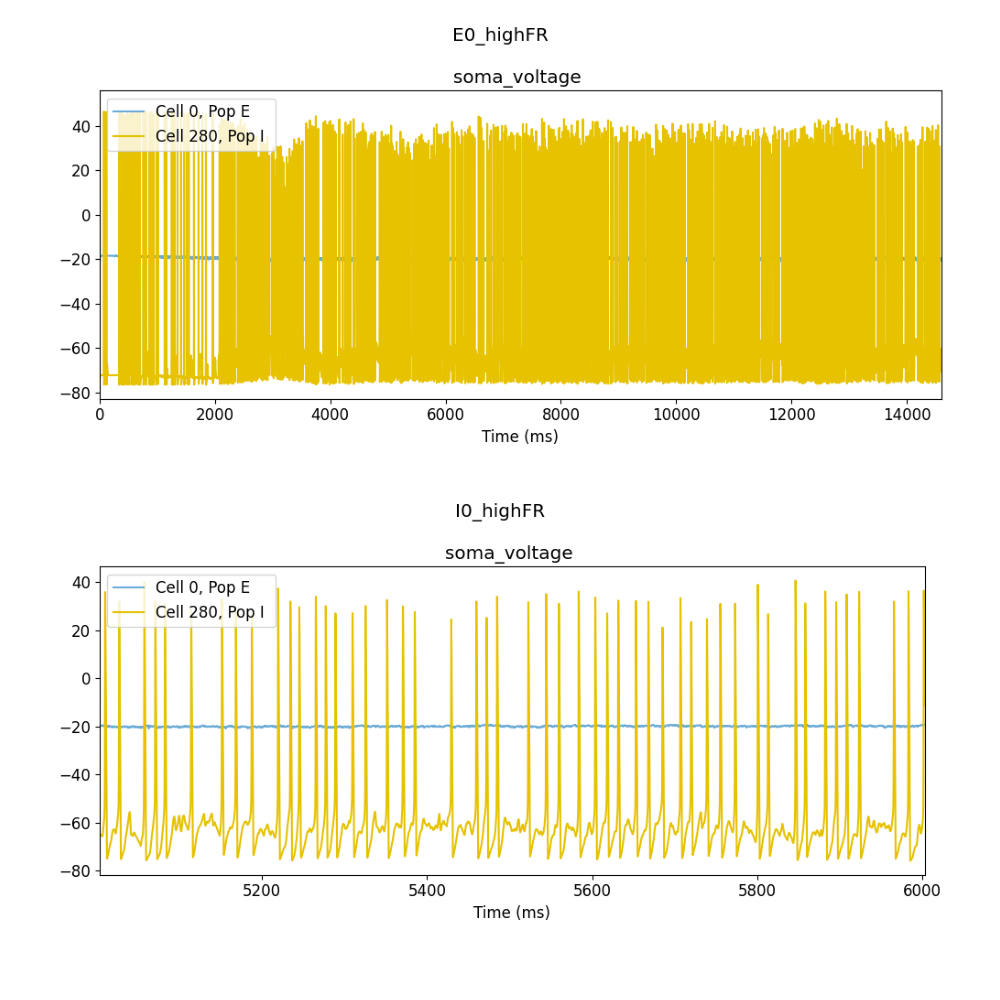 E0_highFR
soma_voltage
Cell 0, Pop E
Cell 280, Pop I
40
20
0
−20
−40
−60
−80
0 2000 4000 6000 8000 10000 12000 14000
Time (ms)
I0_highFR
soma_voltage
Cell 0, Pop E
Cell 280, Pop I
40
20
0
−20
−40
−60
−80
5200 5400 5600 5800 6000
Time (ms)